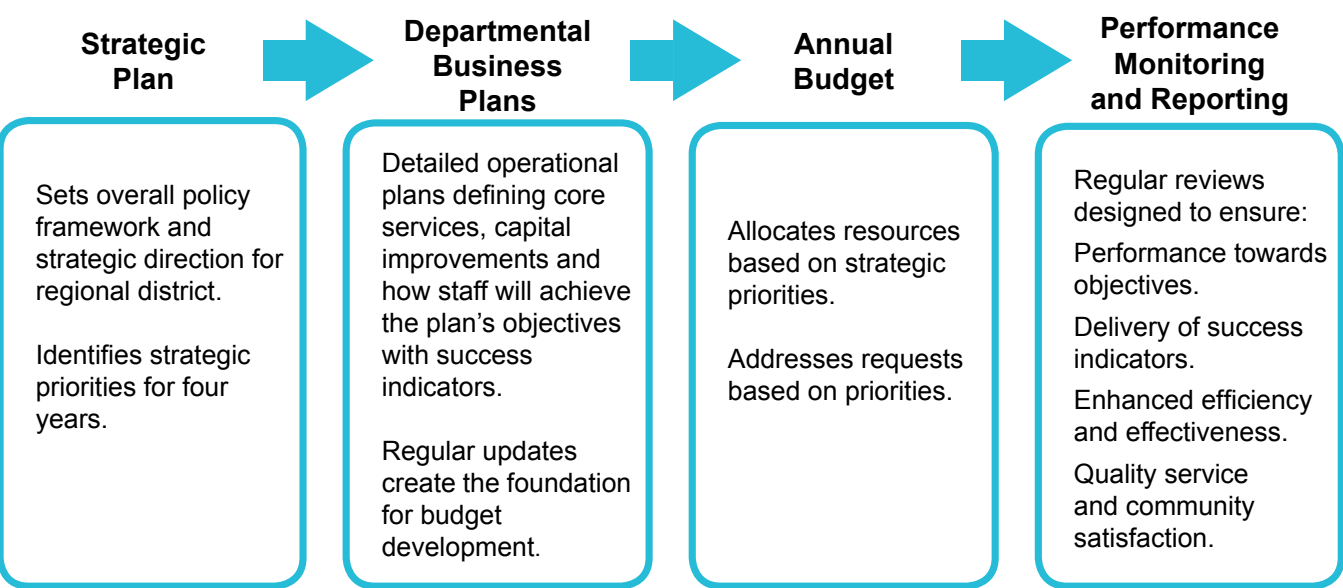 Strategic
Plan
Departmental
Business
Plans
Annual
Budget
Performance
Monitoring
and Reporting
Sets overall policy
framework and
strategic direction for
regional district.
Identifies strategic
priorities for four
years.
Detailed operational
plans defining core
services, capital
improvements and
how staff will achieve
the plan’s objectives
with success
indicators.
Regular updates
create the foundation
for budget
development.
Allocates resources
based on strategic
priorities.
Addresses requests
based on priorities.
Regular reviews
designed to ensure:
Performance towards
objectives.
Delivery of success
indicators.
Enhanced efficiency
and effectiveness.
Quality service
and community
satisfaction.